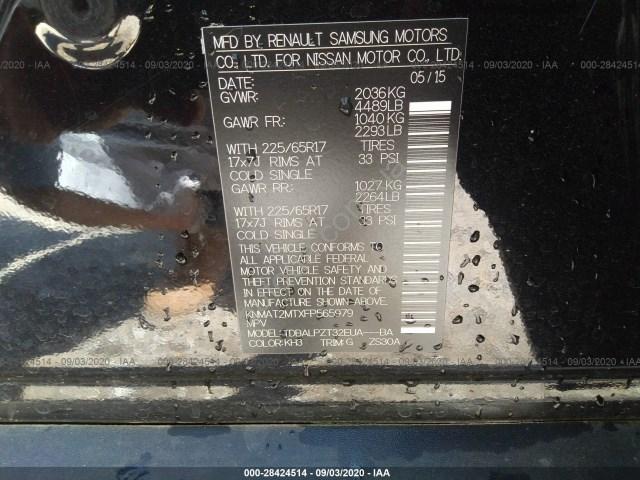 MFD BY RENAULT SAMSUNG MOTORS
CO., LTD. FOR NISSAN MOTOR CO., LTD.
DATE: 05/15
GVWR: 2036KG
4489LB
GAWR FR: 1040KG
2293LB
WITH 225/65R17 TIRES
17x7J RIMS AT 33 PSI
COLD SINGLE
GAWR RR: 1027 KG
2264LB
WITH 225/65R17 TIRES
17x7J RIMS AT 33 PSI
COLD SINGLE
THIS VEHICLE CONFORMS TO
ALL APPLICABLE FEDERAL
MOTOR VEHICLE SAFETY AND
THEFT PREVENTION STANDARDS
IN EFFECT ON THE DATE OF
MANUFACTURE SHOWN ABOVE.
KNMAT2MTXFP565979
MPV
MODEL:TDBALPZT32EUA---BA
COLOR:KH3 TRIM:G ZS30A
000-28424514 - 09/03/2020 - IAA